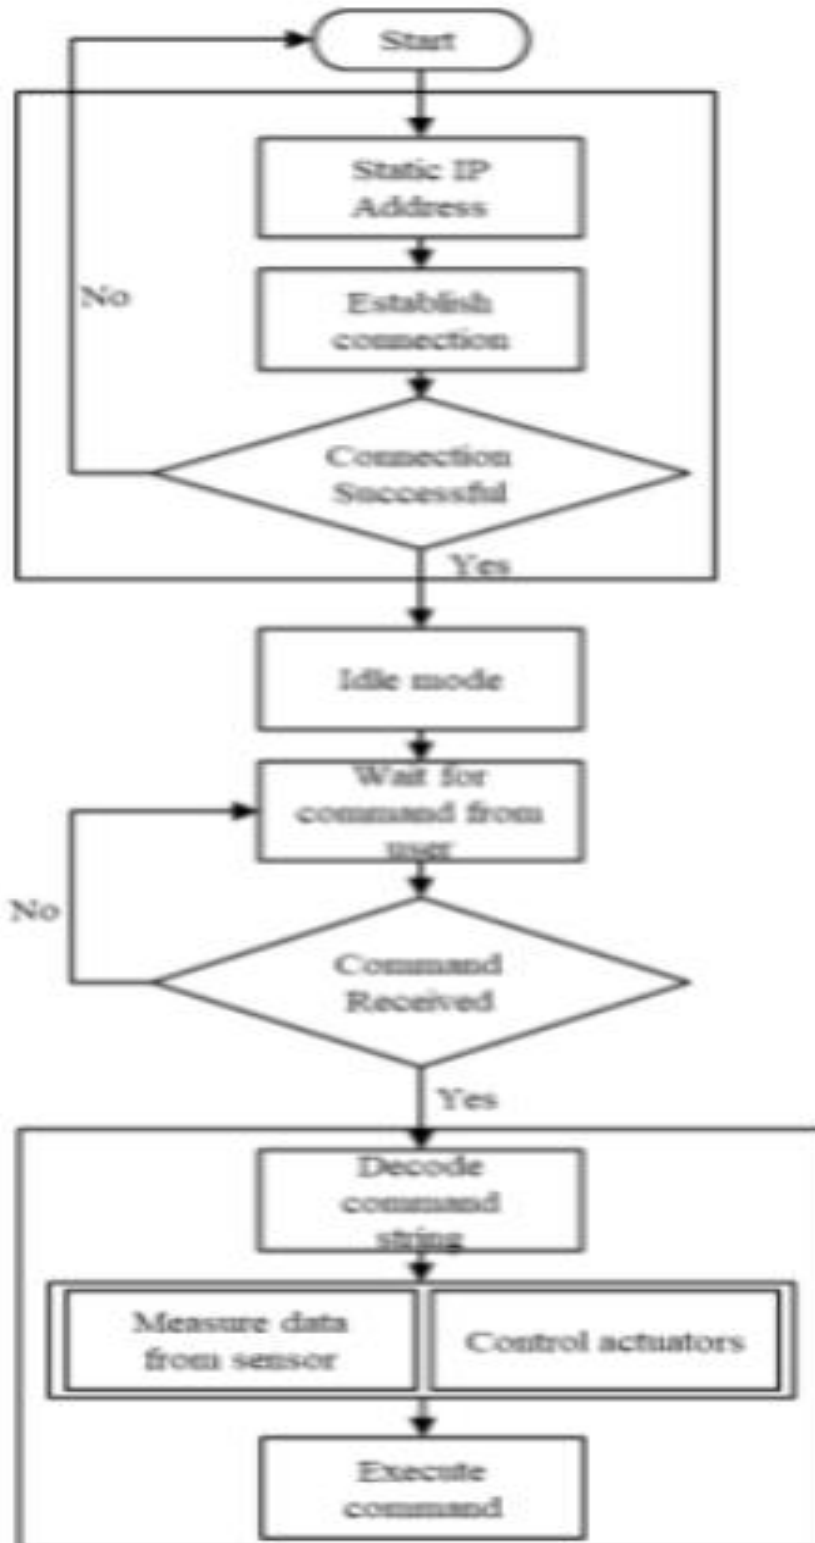 Start
Static IP
Address
No
Establish
connection
Connection
Successful
Yes
Idle mode
Wait for
command from
user
No
Command
Received
Yes
Decode
command
string
Measure data
from sensor
Control actuators
Execute
command